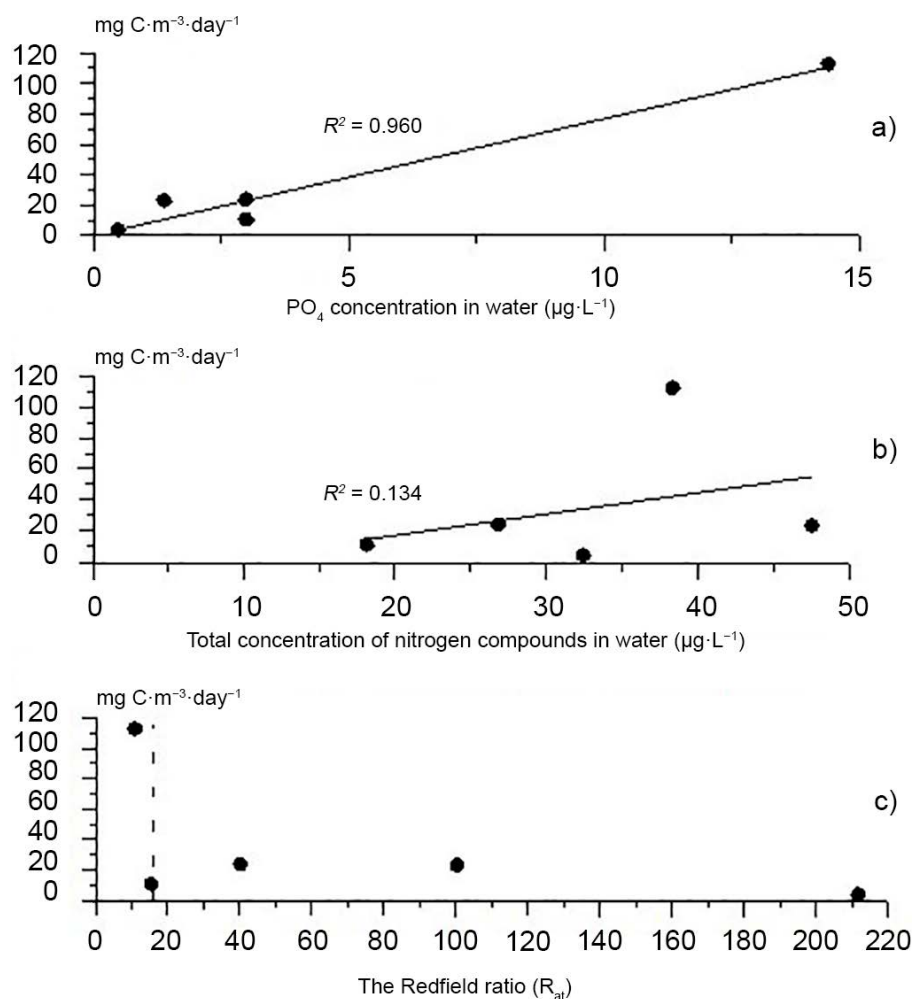 mg C·m⁻³·day⁻¹
120
100
80
60
40
20
0
R² = 0.960
a)
0 5 10 15
PO₄ concentration in water (µg·L⁻¹)
mg C·m⁻³·day⁻¹
120
100
80
60
40
20
0
R² = 0.134
b)
0 10 20 30 40 50
Total concentration of nitrogen compounds in water (µg·L⁻¹)
mg C·m⁻³·day⁻¹
120
100
80
60
40
20
0
c)
0 20 40 60 80 100 120 140 160 180 200 220
The Redfield ratio (Rₐₜ)